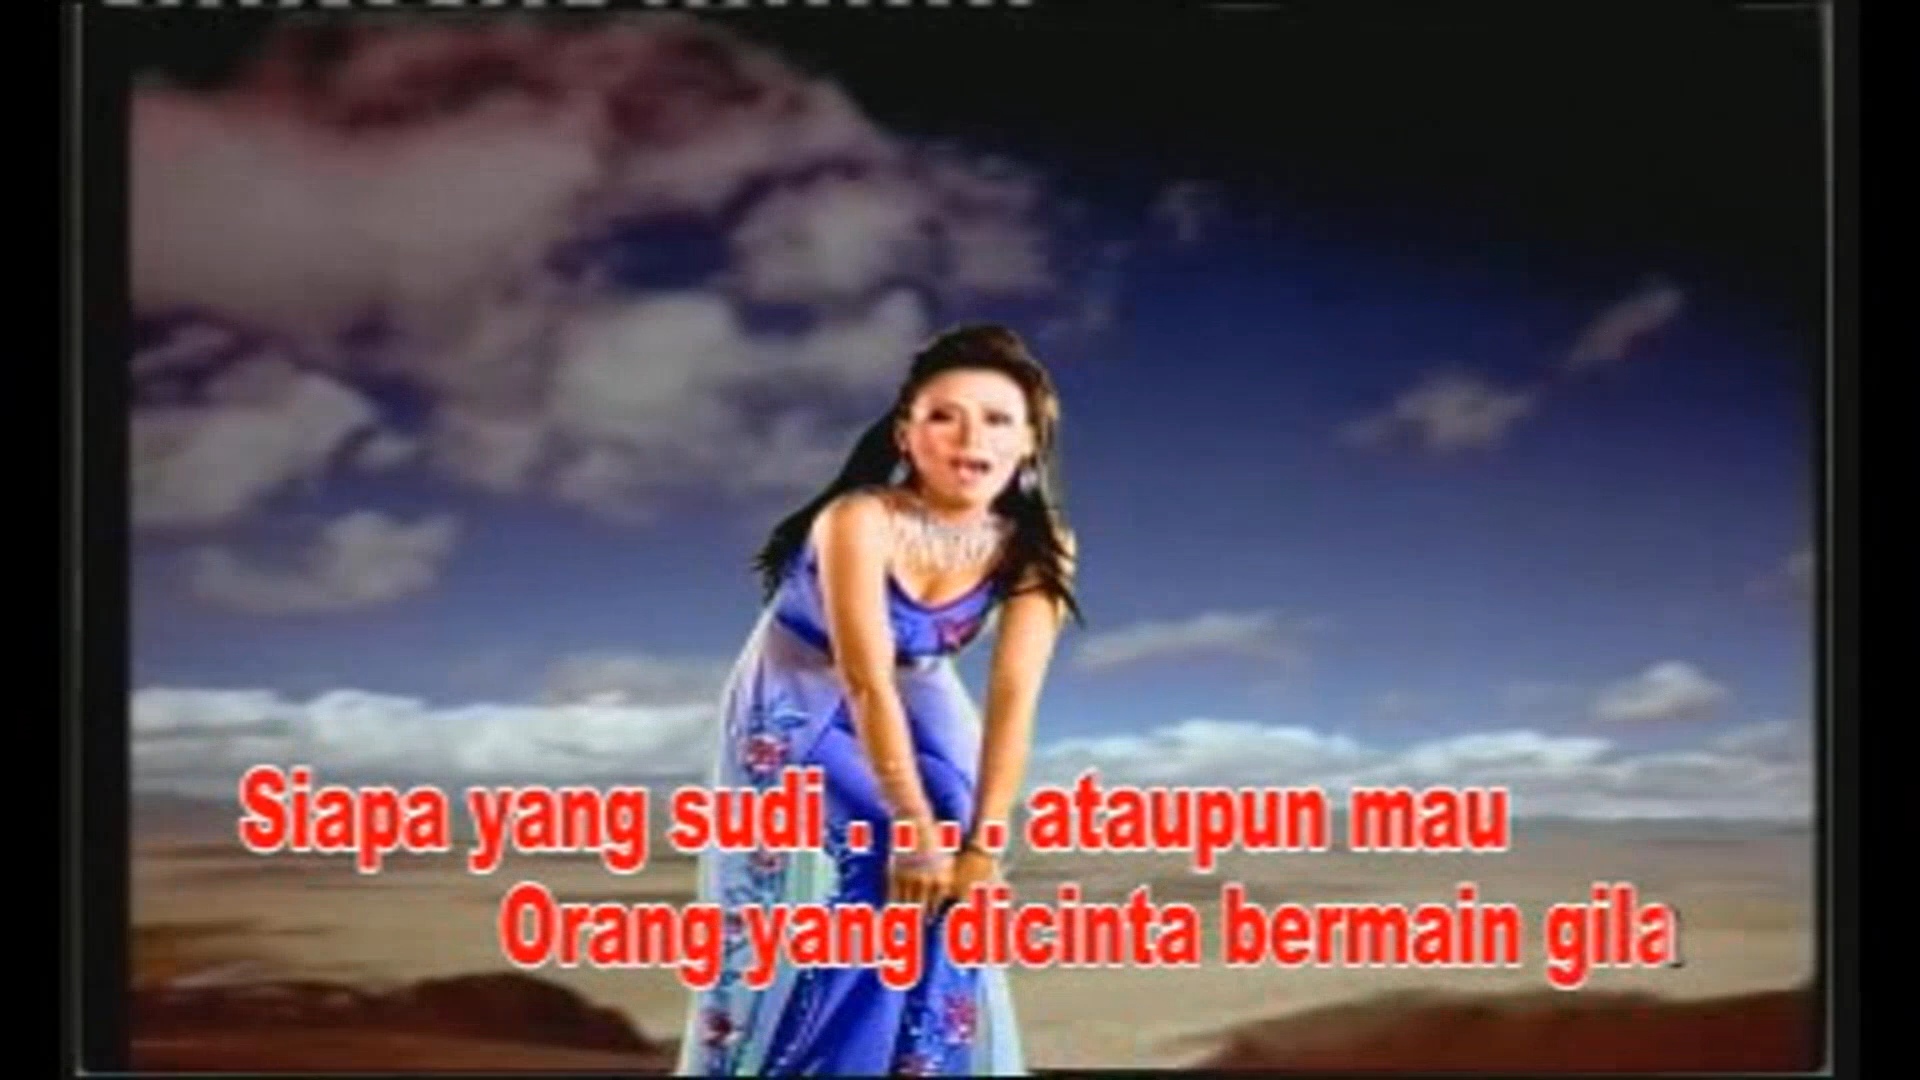 Siapa yang sudi . . . . ataupun mau
Orang yang dicinta bermain gila